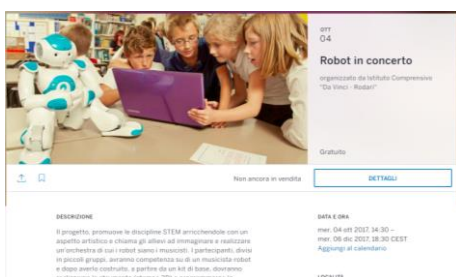 OTT
04
Robot in concerto
organizzato da Istituto Comprensivo
"Da Vinci - Rodari"
Gratuito
Non ancora in vendita
DETTAGLI
DESCRIZIONE
Il progetto, promuove le discipline STEM arricchendole con un
aspetto artistico e chiama gli allievi ad immaginare e realizzare
un'orchestra di cui i robot siano i musicisti. I partecipanti, divisi
in piccoli gruppi, avranno competenza su di un musicista robot
e dopo averlo costruito, a partire da un kit di base, dovranno
DATA E ORA
mer, 04 ott 2017, 14:30 –
mer, 06 dic 2017, 18:30 CEST
Aggiungi al calendario
LOCALITÀ